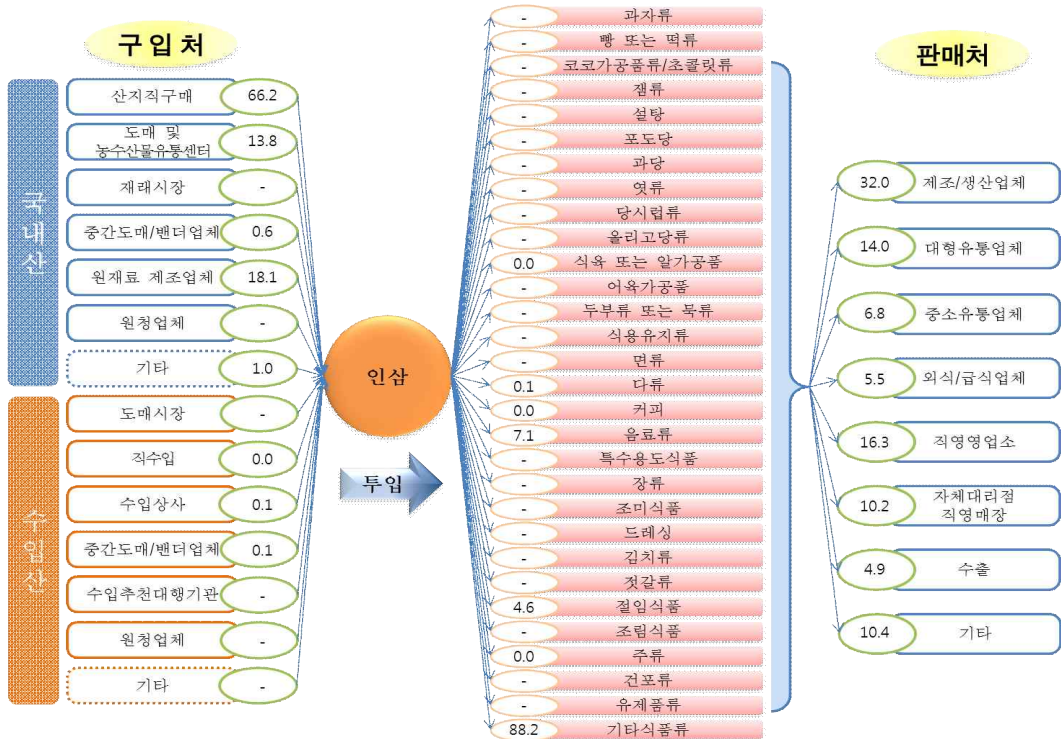 구입처
국내산
산지직구매 66.2
도매 및
농수산물유통센터 13.8
재래시장 -
중간도매/밴더업체 0.6
원재료 제조업체 18.1
원청업체 -
기타 1.0
수입산
도매시장 -
직수입 0.0
수입상사 0.1
중간도매/밴더업체 0.1
수입추천대행기관 -
원청업체 -
기타 -
인삼
투입
- 과자류
- 빵 또는 떡류
- 코코가공품류/초콜릿류
- 잼류
- 설탕
- 포도당
- 과당
- 엿류
- 당시럽류
- 올리고당류
0.0 식육 또는 알가공품
- 어육가공품
- 두부류 또는 묵류
- 식용유지류
- 면류
0.1 다류
0.0 커피
7.1 음료류
- 특수용도식품
- 장류
- 조미식품
- 드레싱
- 김치류
- 젓갈류
4.6 절임식품
- 조림식품
0.0 주류
- 건포류
- 유제품류
88.2 기타식품류
판매처
32.0 제조/생산업체
14.0 대형유통업체
6.8 중소유통업체
5.5 외식/급식업체
16.3 직영영업소
10.2 자체대리점
직영매장
4.9 수출
10.4 기타